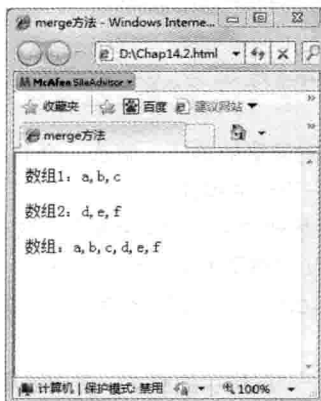 merge方法 - Windows Interne...
D:\Chap14.2.html
McAfee SiteAdvisor
收藏夹 百度 建议网站
merge方法
数组1: a,b,c
数组2: d,e,f
数组: a,b,c,d,e,f
计算机 | 保护模式: 禁用 100%